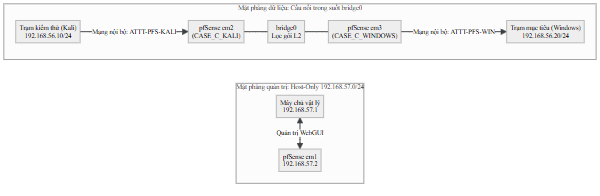 Mặt phẳng dữ liệu: Cầu nối trong suốt bridge0
Trạm kiểm thử (Kali)
192.168.56.10/24
Mạng nội bộ: ATTT-PFS-KALI
pfSense em2
(CASE_C_KALI)
bridge0
Lọc gói L2
pfSense em3
(CASE_C_WINDOWS)
Mạng nội bộ: ATTT-PFS-WIN
Trạm mục tiêu (Windows)
192.168.56.20/24
Mặt phẳng quản trị: Host-Only 192.168.57.0/24
Máy chủ vật lý
192.168.57.1
Quản trị WebGUI
pfSense em1
192.168.57.2